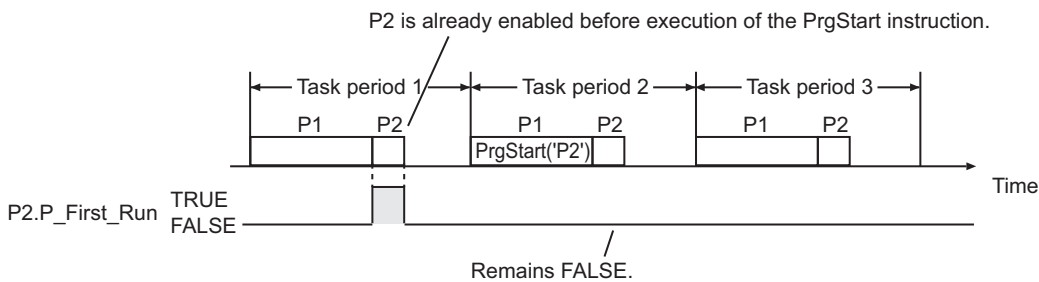 P2 is already enabled before execution of the PrgStart instruction.
Task period 1 Task period 2 Task period 3
P1 P2 P1 P2 P1 P2
PrgStart('P2')
Time
P2.P_First_Run TRUE
FALSE
Remains FALSE.